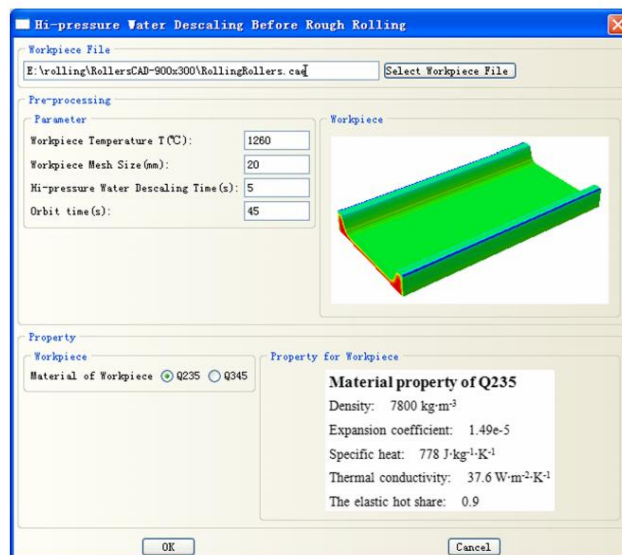 Hi-pressure Water Descaling Before Rough Rolling
Workpiece File
E:\rolling\RollersCAD-900x300\RollingRollers.cae
Select Workpiece File
Pre-processing
Parameter
Workpiece Temperature T(℃): 1260
Workpiece Mesh Size(mm): 20
Hi-pressure Water Descaling Time(s): 5
Orbit time(s): 45
Workpiece
Property
Workpiece
Material of Workpiece Q235 Q345
Property for Workpiece
Material property of Q235
Density: 7800 kg·m⁻³
Expansion coefficient: 1.49e-5
Specific heat: 778 J·kg⁻¹·K⁻¹
Thermal conductivity: 37.6 W·m⁻²·K⁻¹
The elastic hot share: 0.9
OK
Cancel